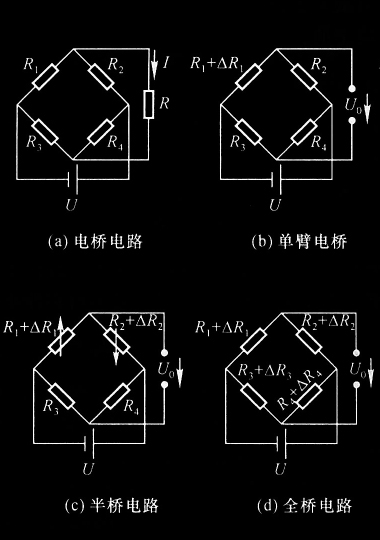 R₁ R₂ I
R
R₃ R₄
U
(a) 电桥电路
R₁+ΔR₁ R₂
U₀
R₃ R₄
U
(b) 单臂电桥
R₁+ΔR₁ R₂+ΔR₂
U₀
R₃ R₄
U
(c) 半桥电路
R₁+ΔR₁ R₂+ΔR₂
R₃+ΔR₃ U₀
R₄+ΔR₄
(d) 全桥电路